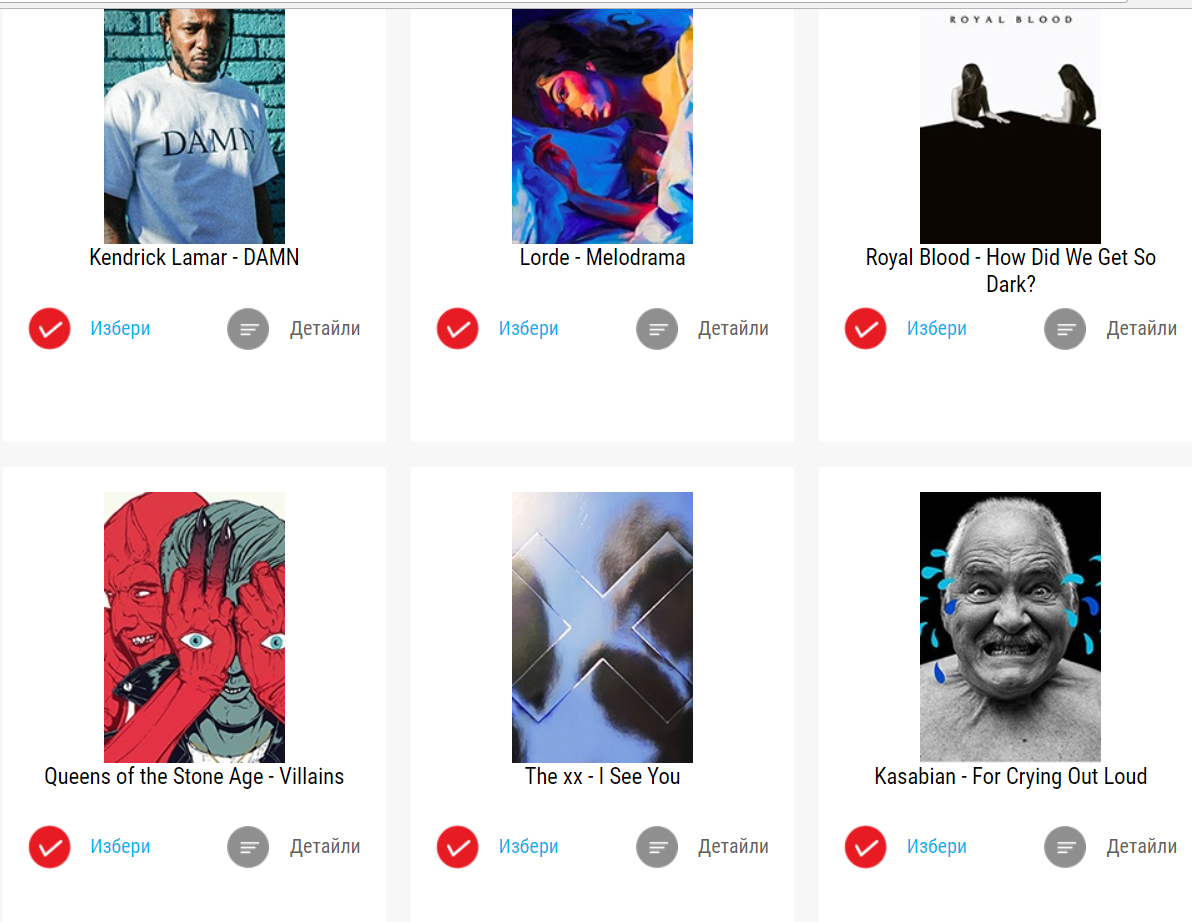 ROYAL BLOOD
DAMN
Kendrick Lamar - DAMN
Lorde - Melodrama
Royal Blood - How Did We Get So
Dark?
Избери
Детайли
Избери
Детайли
Избери
Детайли
Queens of the Stone Age - Villains
The xx - I See You
Kasabian - For Crying Out Loud
Избери
Детайли
Избери
Детайли
Избери
Детайли